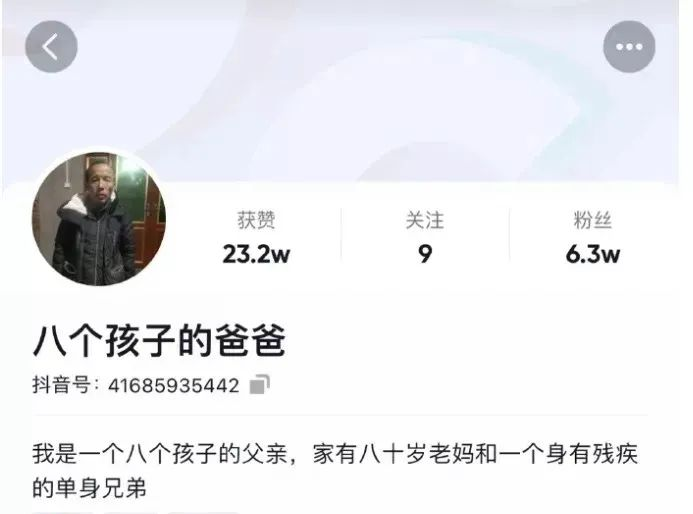 获赞 关注 粉丝
23.2w 9 6.3w
八个孩子的爸爸
抖音号：41685935442
我是一个八个孩子的父亲，家有八十岁老妈和一个身有残疾
的单身兄弟